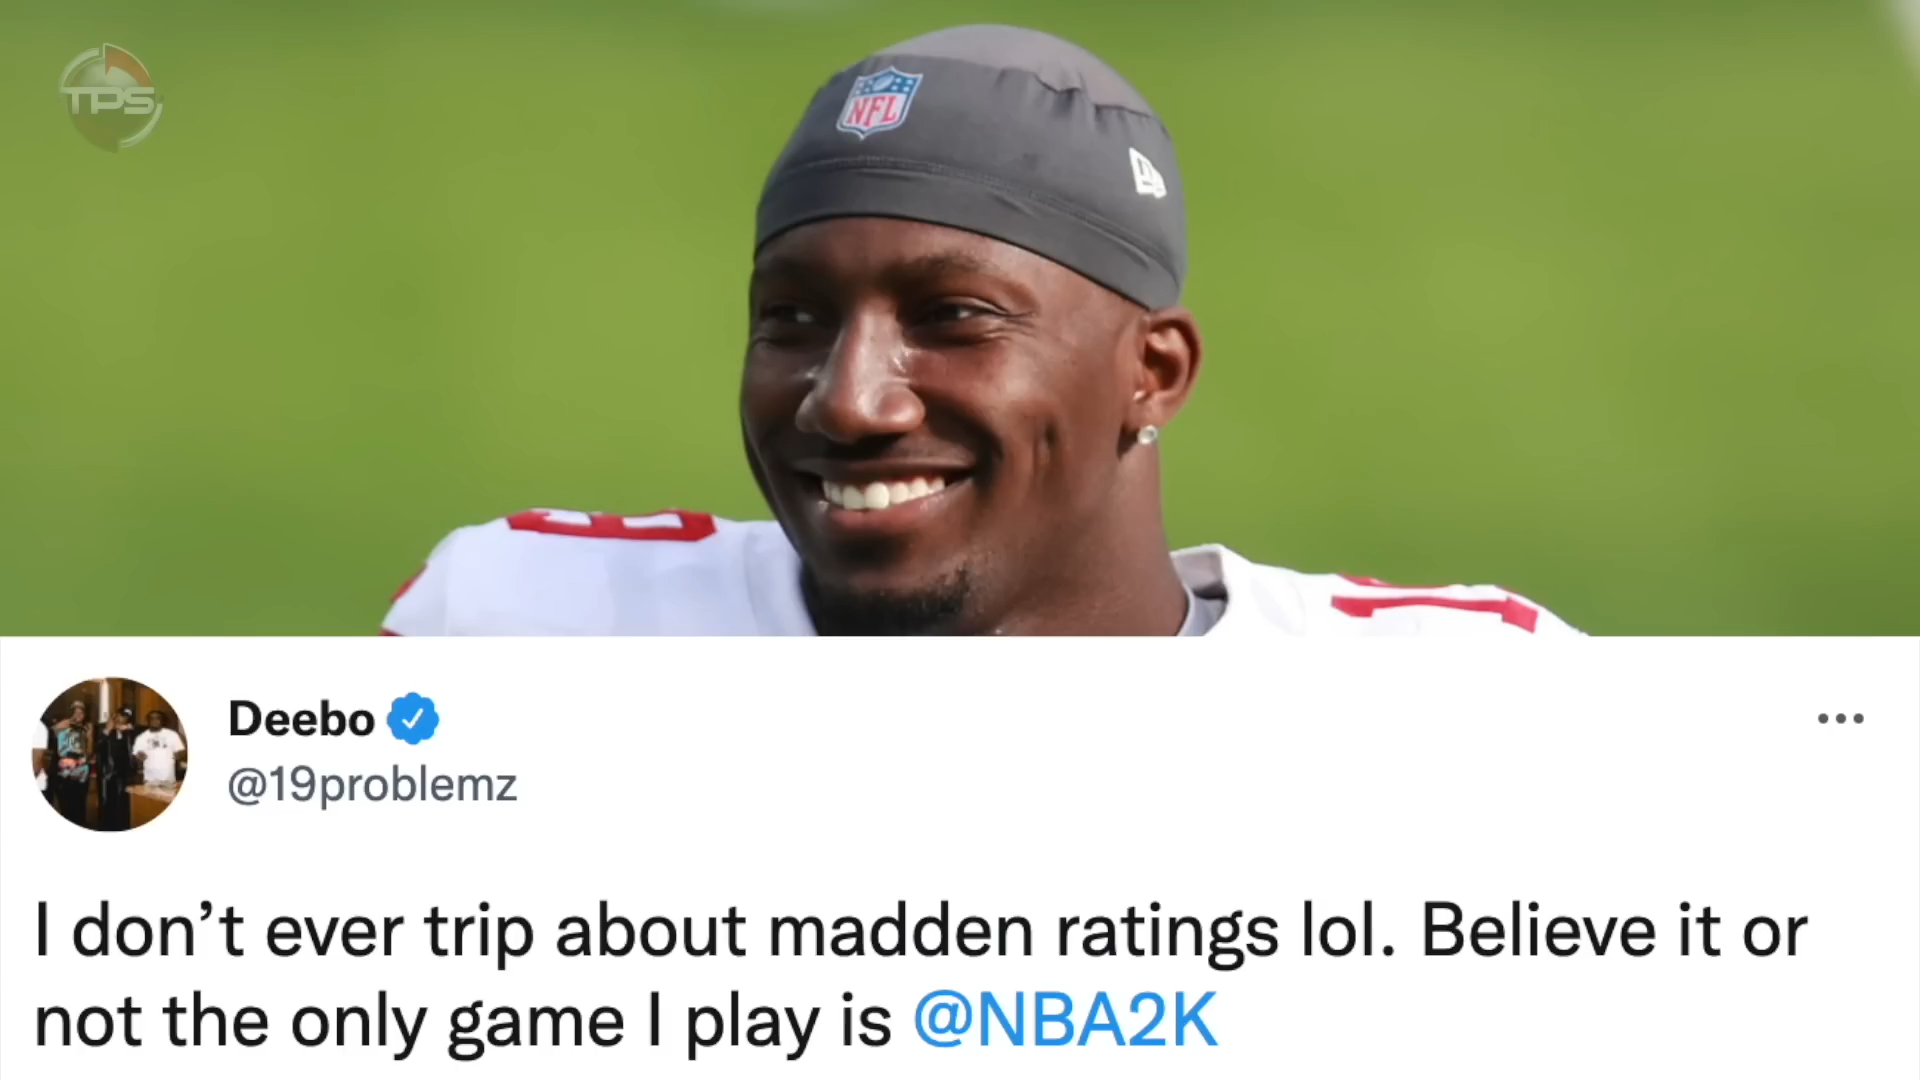 TPS
NFL
19
Deebo
@19problemz
I don’t ever trip about madden ratings lol. Believe it or
not the only game I play is @NBA2K